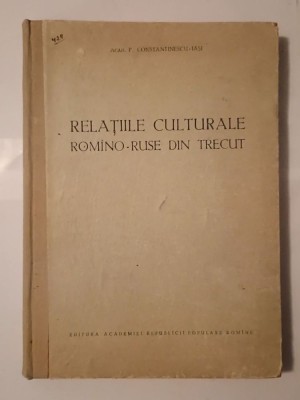 Acad. P. CONSTANTINESCU-IAȘI
RELAȚIILE CULTURALE
ROMÎNO-RUSE DIN TRECUT
EDITURA ACADEMIEI REPUBLICII POPULARE ROMÎNE